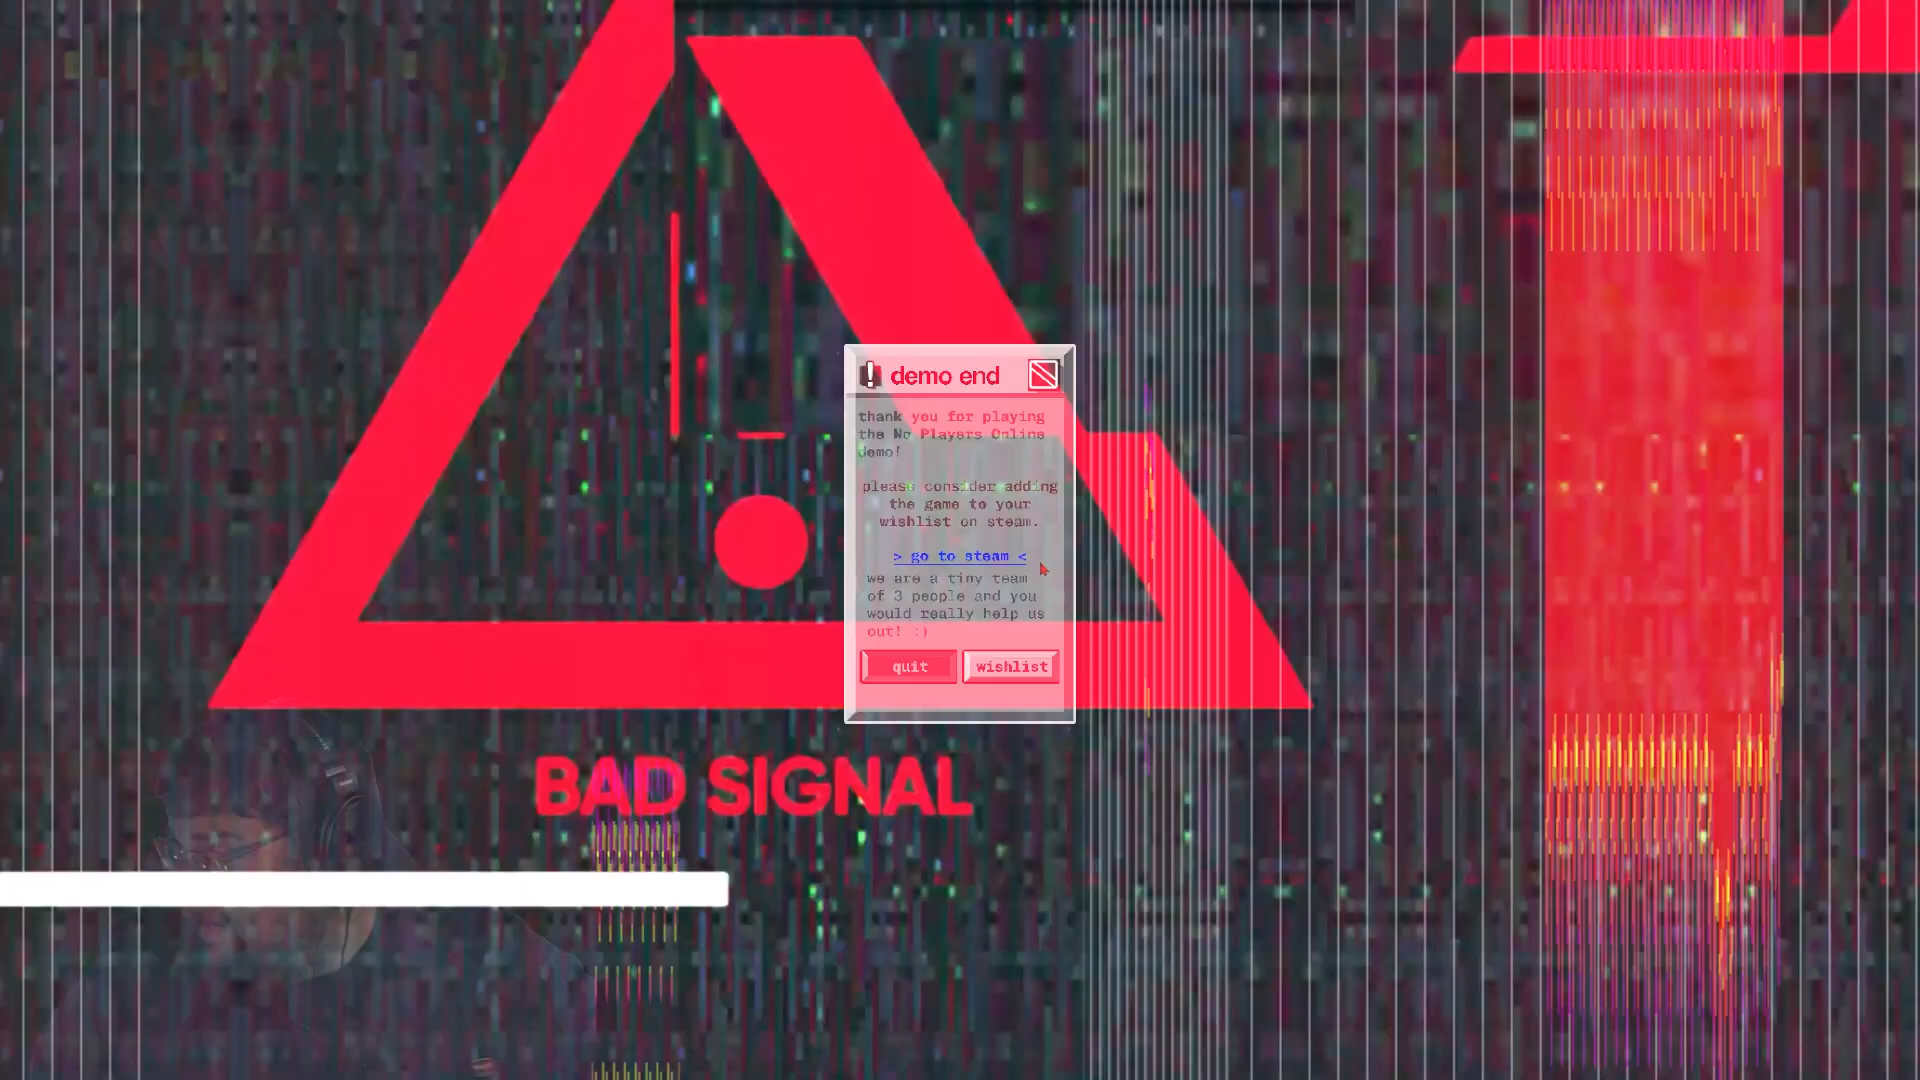 demo end
thank you for playing
the No Players Online
demo!
please consider adding
the game to your
wishlist on steam.
> go to steam <
we are a tiny team
of 3 people and you
would really help us
out! :)
quit
wishlist
BAD SIGNAL